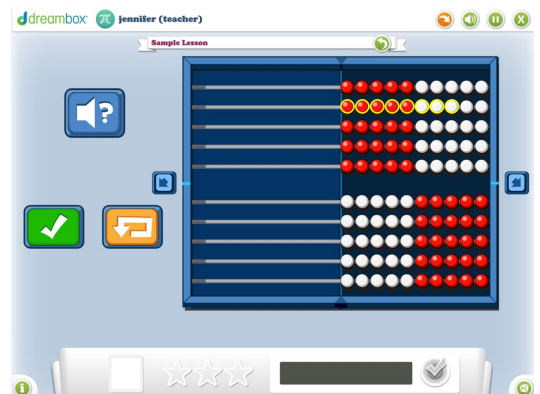 dreambox
π jennifer (teacher)
Sample Lesson
?
i